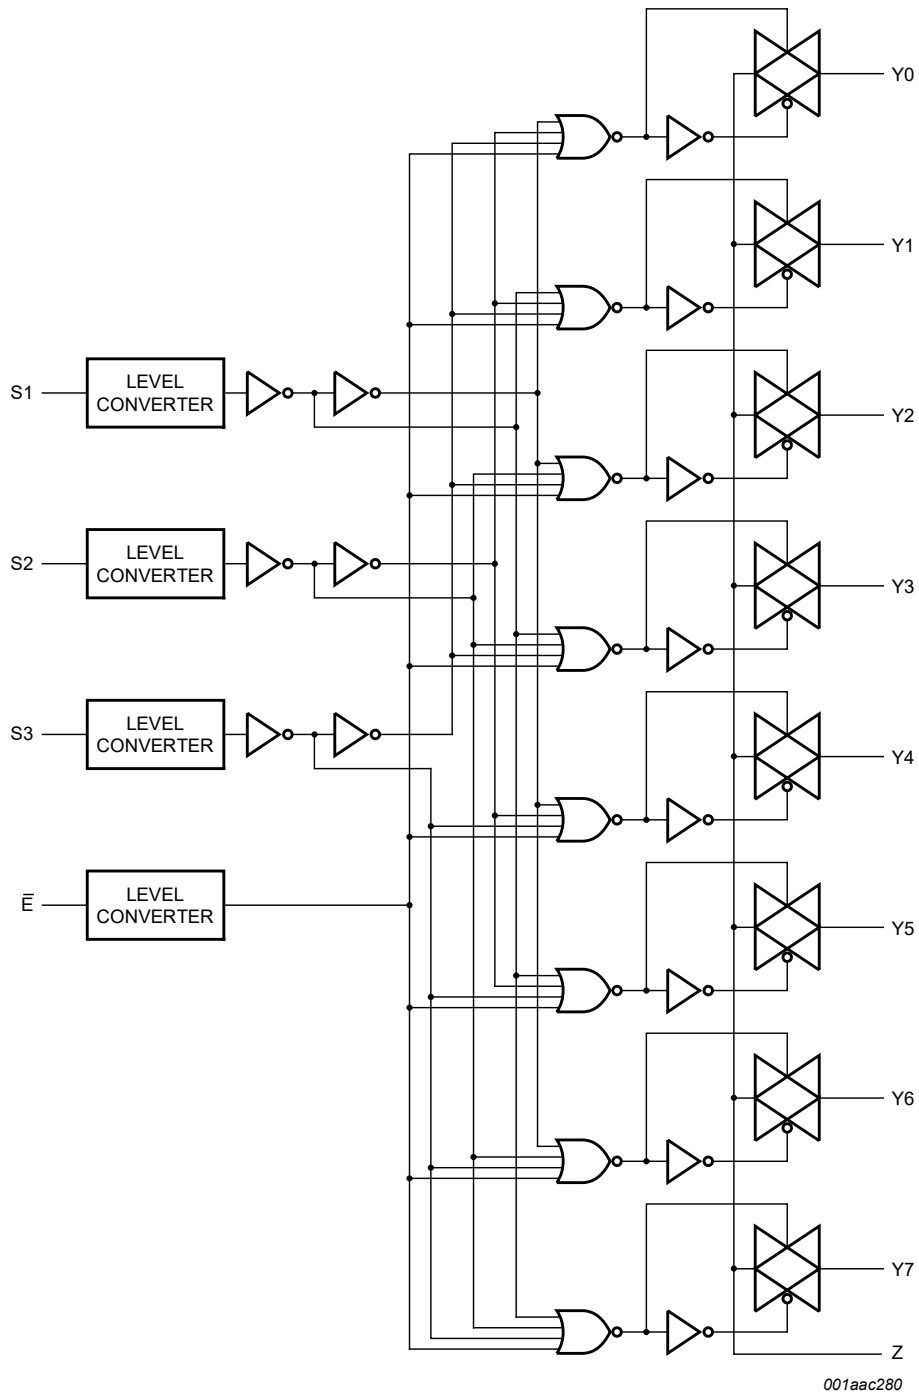 Y0
Y1
S1
LEVEL
CONVERTER
Y2
S2
LEVEL
CONVERTER
Y3
S3
LEVEL
CONVERTER
Y4
E̅
LEVEL
CONVERTER
Y5
Y6
Y7
Z
001aac280